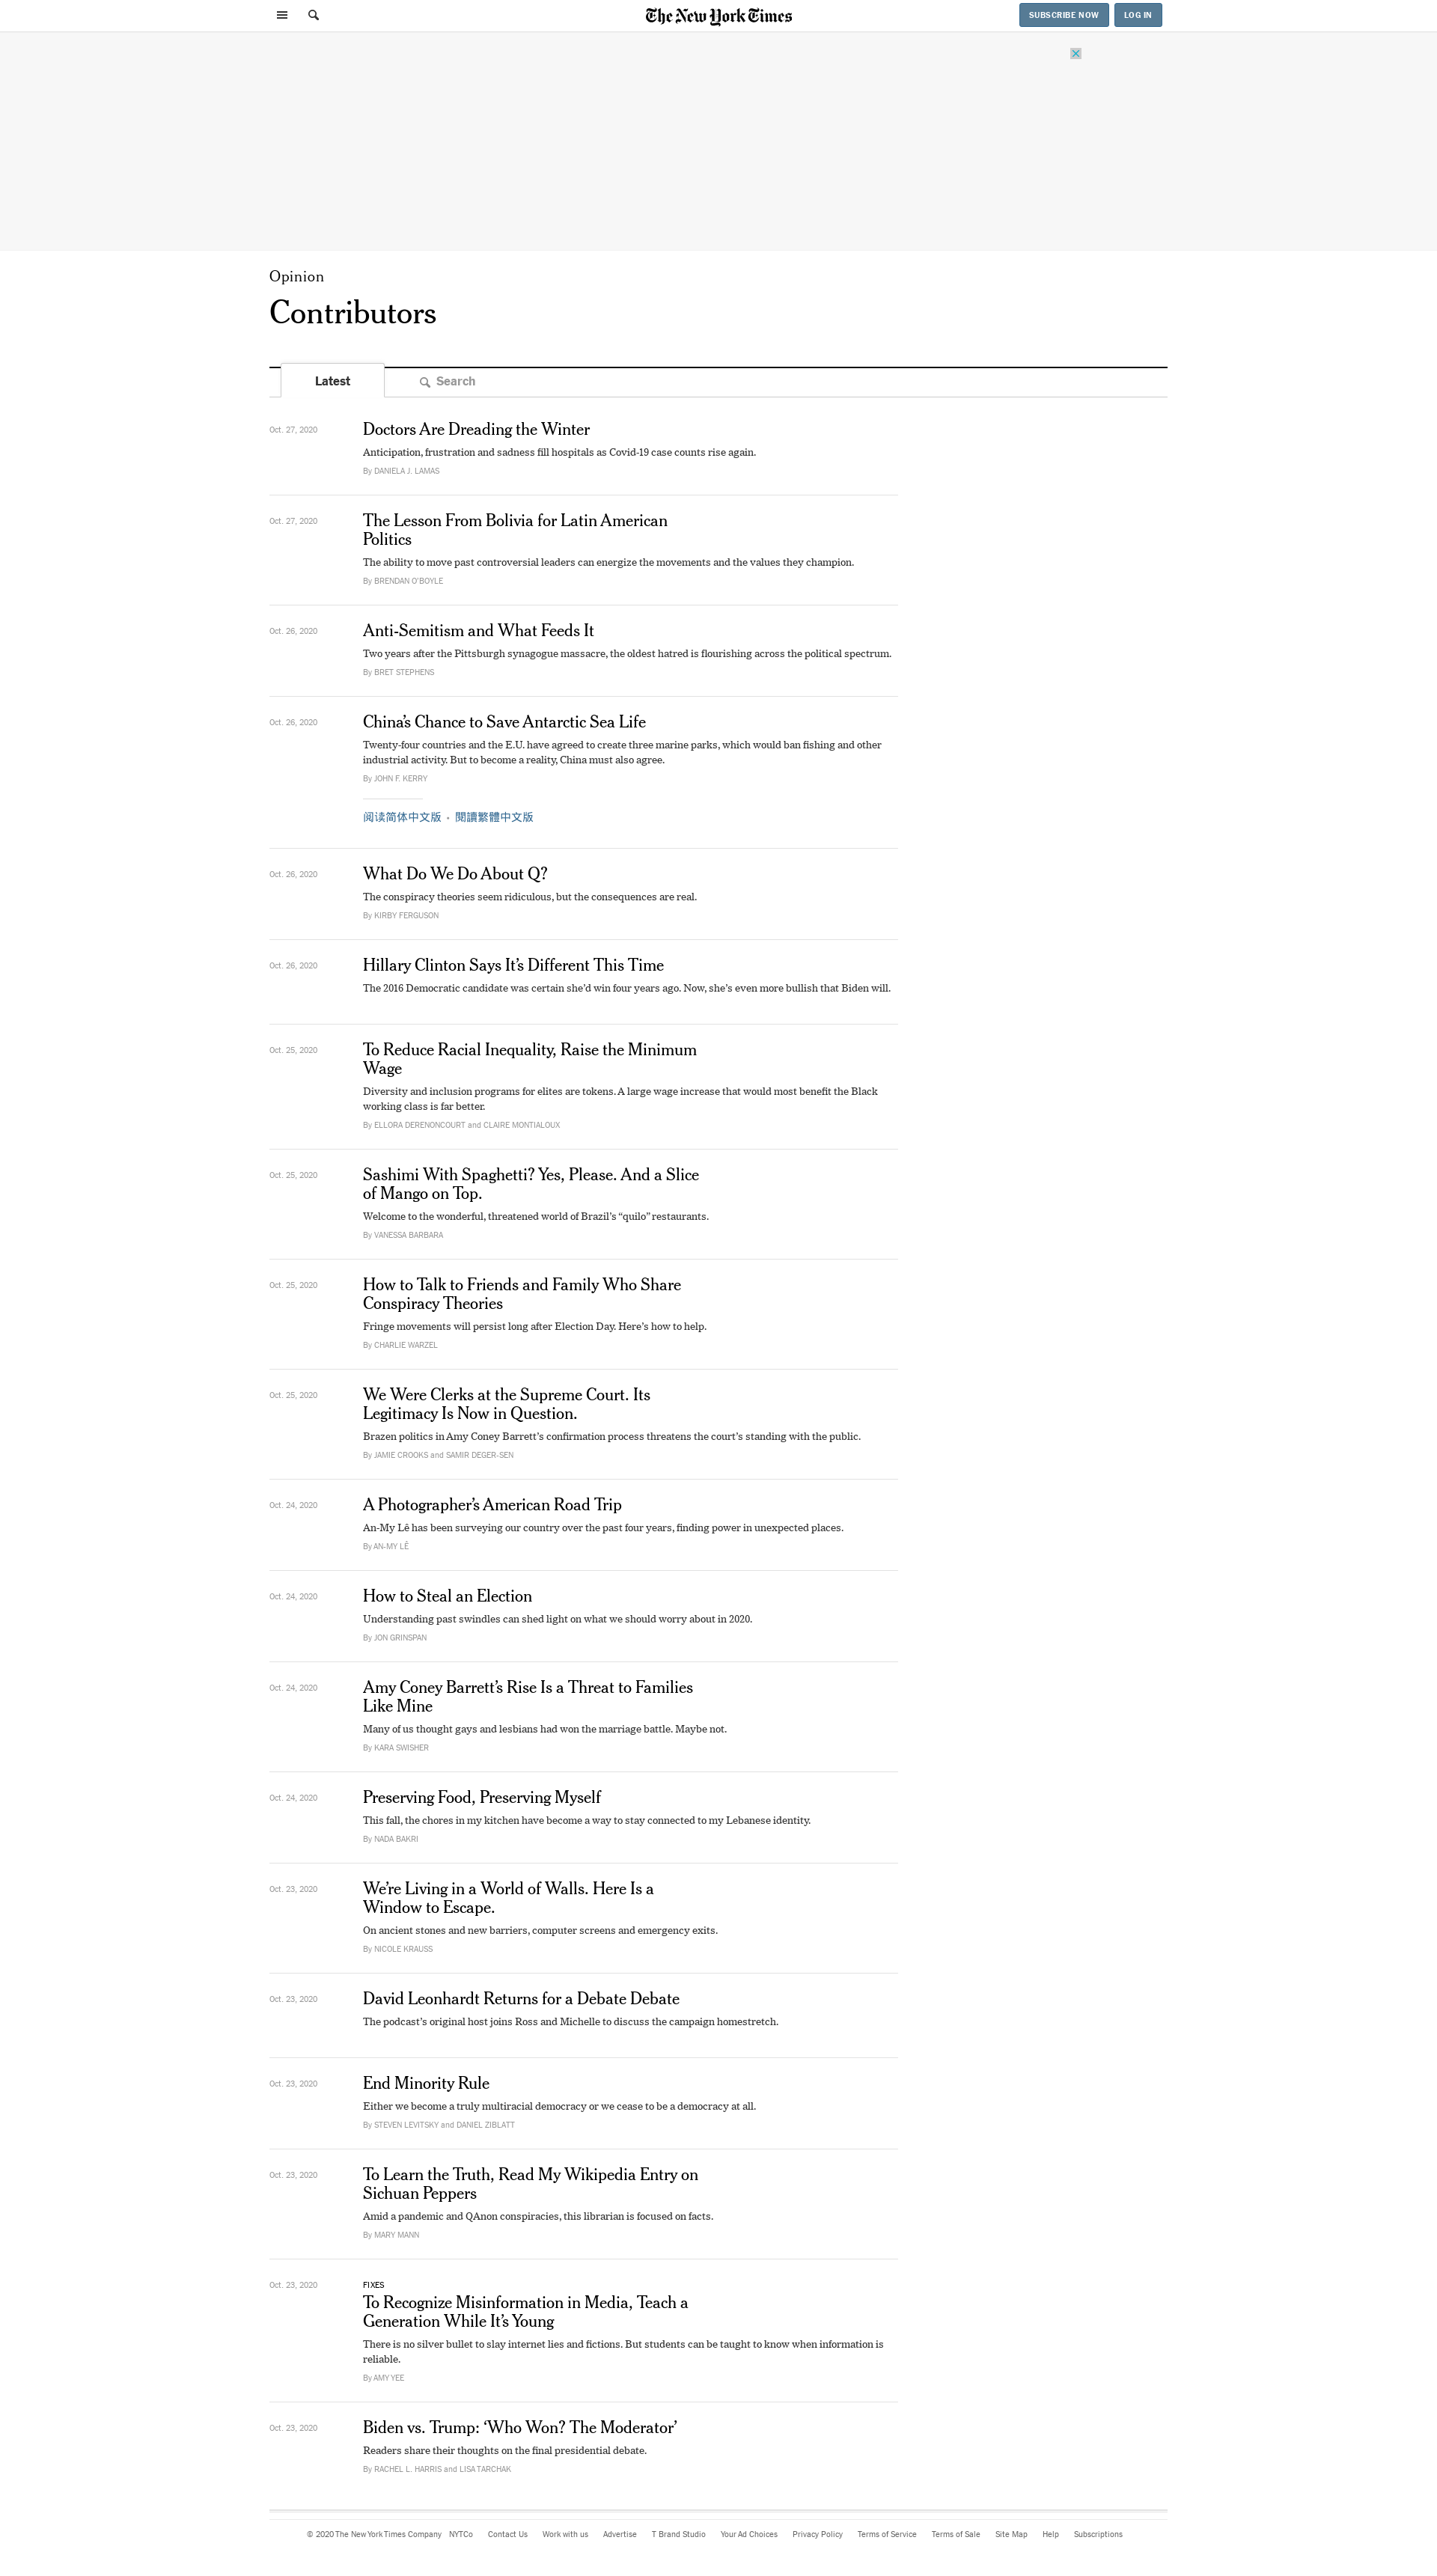 The New York Times
SUBSCRIBE NOW
LOG IN
Opinion
Contributors
Latest
Search
Oct. 27, 2020
Doctors Are Dreading the Winter
Anticipation, frustration and sadness fill hospitals as Covid-19 case counts rise again.
By DANIELA J. LAMAS
Oct. 27, 2020
The Lesson From Bolivia for Latin American
Politics
The ability to move past controversial leaders can energize the movements and the values they champion.
By BRENDAN O'BOYLE
Oct. 26, 2020
Anti-Semitism and What Feeds It
Two years after the Pittsburgh synagogue massacre, the oldest hatred is flourishing across the political spectrum.
By BRET STEPHENS
Oct. 26, 2020
China’s Chance to Save Antarctic Sea Life
Twenty-four countries and the E.U. have agreed to create three marine parks, which would ban fishing and other
industrial activity. But to become a reality, China must also agree.
By JOHN F. KERRY
阅读简体中文版 • 閱讀繁體中文版
Oct. 26, 2020
What Do We Do About Q?
The conspiracy theories seem ridiculous, but the consequences are real.
By KIRBY FERGUSON
Oct. 26, 2020
Hillary Clinton Says It’s Different This Time
The 2016 Democratic candidate was certain she’d win four years ago. Now, she’s even more bullish that Biden will.
Oct. 25, 2020
To Reduce Racial Inequality, Raise the Minimum
Wage
Diversity and inclusion programs for elites are tokens. A large wage increase that would most benefit the Black
working class is far better.
By ELLORA DERENONCOURT and CLAIRE MONTIALOUX
Oct. 25, 2020
Sashimi With Spaghetti? Yes, Please. And a Slice
of Mango on Top.
Welcome to the wonderful, threatened world of Brazil’s “quilo” restaurants.
By VANESSA BARBARA
Oct. 25, 2020
How to Talk to Friends and Family Who Share
Conspiracy Theories
Fringe movements will persist long after Election Day. Here’s how to help.
By CHARLIE WARZEL
Oct. 25, 2020
We Were Clerks at the Supreme Court. Its
Legitimacy Is Now in Question.
Brazen politics in Amy Coney Barrett’s confirmation process threatens the court’s standing with the public.
By JAMIE CROOKS and SAMIR DEGER-SEN
Oct. 24, 2020
A Photographer’s American Road Trip
An-My Lê has been surveying our country over the past four years, finding power in unexpected places.
By AN-MY LÊ
Oct. 24, 2020
How to Steal an Election
Understanding past swindles can shed light on what we should worry about in 2020.
By JON GRINSPAN
Oct. 24, 2020
Amy Coney Barrett’s Rise Is a Threat to Families
Like Mine
Many of us thought gays and lesbians had won the marriage battle. Maybe not.
By KARA SWISHER
Oct. 24, 2020
Preserving Food, Preserving Myself
This fall, the chores in my kitchen have become a way to stay connected to my Lebanese identity.
By NADA BAKRI
Oct. 23, 2020
We’re Living in a World of Walls. Here Is a
Window to Escape.
On ancient stones and new barriers, computer screens and emergency exits.
By NICOLE KRAUSS
Oct. 23, 2020
David Leonhardt Returns for a Debate Debate
The podcast’s original host joins Ross and Michelle to discuss the campaign homestretch.
Oct. 23, 2020
End Minority Rule
Either we become a truly multiracial democracy or we cease to be a democracy at all.
By STEVEN LEVITSKY and DANIEL ZIBLATT
Oct. 23, 2020
To Learn the Truth, Read My Wikipedia Entry on
Sichuan Peppers
Amid a pandemic and QAnon conspiracies, this librarian is focused on facts.
By MARY MANN
Oct. 23, 2020
FIXES
To Recognize Misinformation in Media, Teach a
Generation While It’s Young
There is no silver bullet to slay internet lies and fictions. But students can be taught to know when information is
reliable.
By AMY YEE
Oct. 23, 2020
Biden vs. Trump: ‘Who Won? The Moderator’
Readers share their thoughts on the final presidential debate.
By RACHEL L. HARRIS and LISA TARCHAK
© 2020 The New York Times Company NYTCo Contact Us Work with us Advertise T Brand Studio Your Ad Choices Privacy Policy Terms of Service Terms of Sale Site Map Help Subscriptions